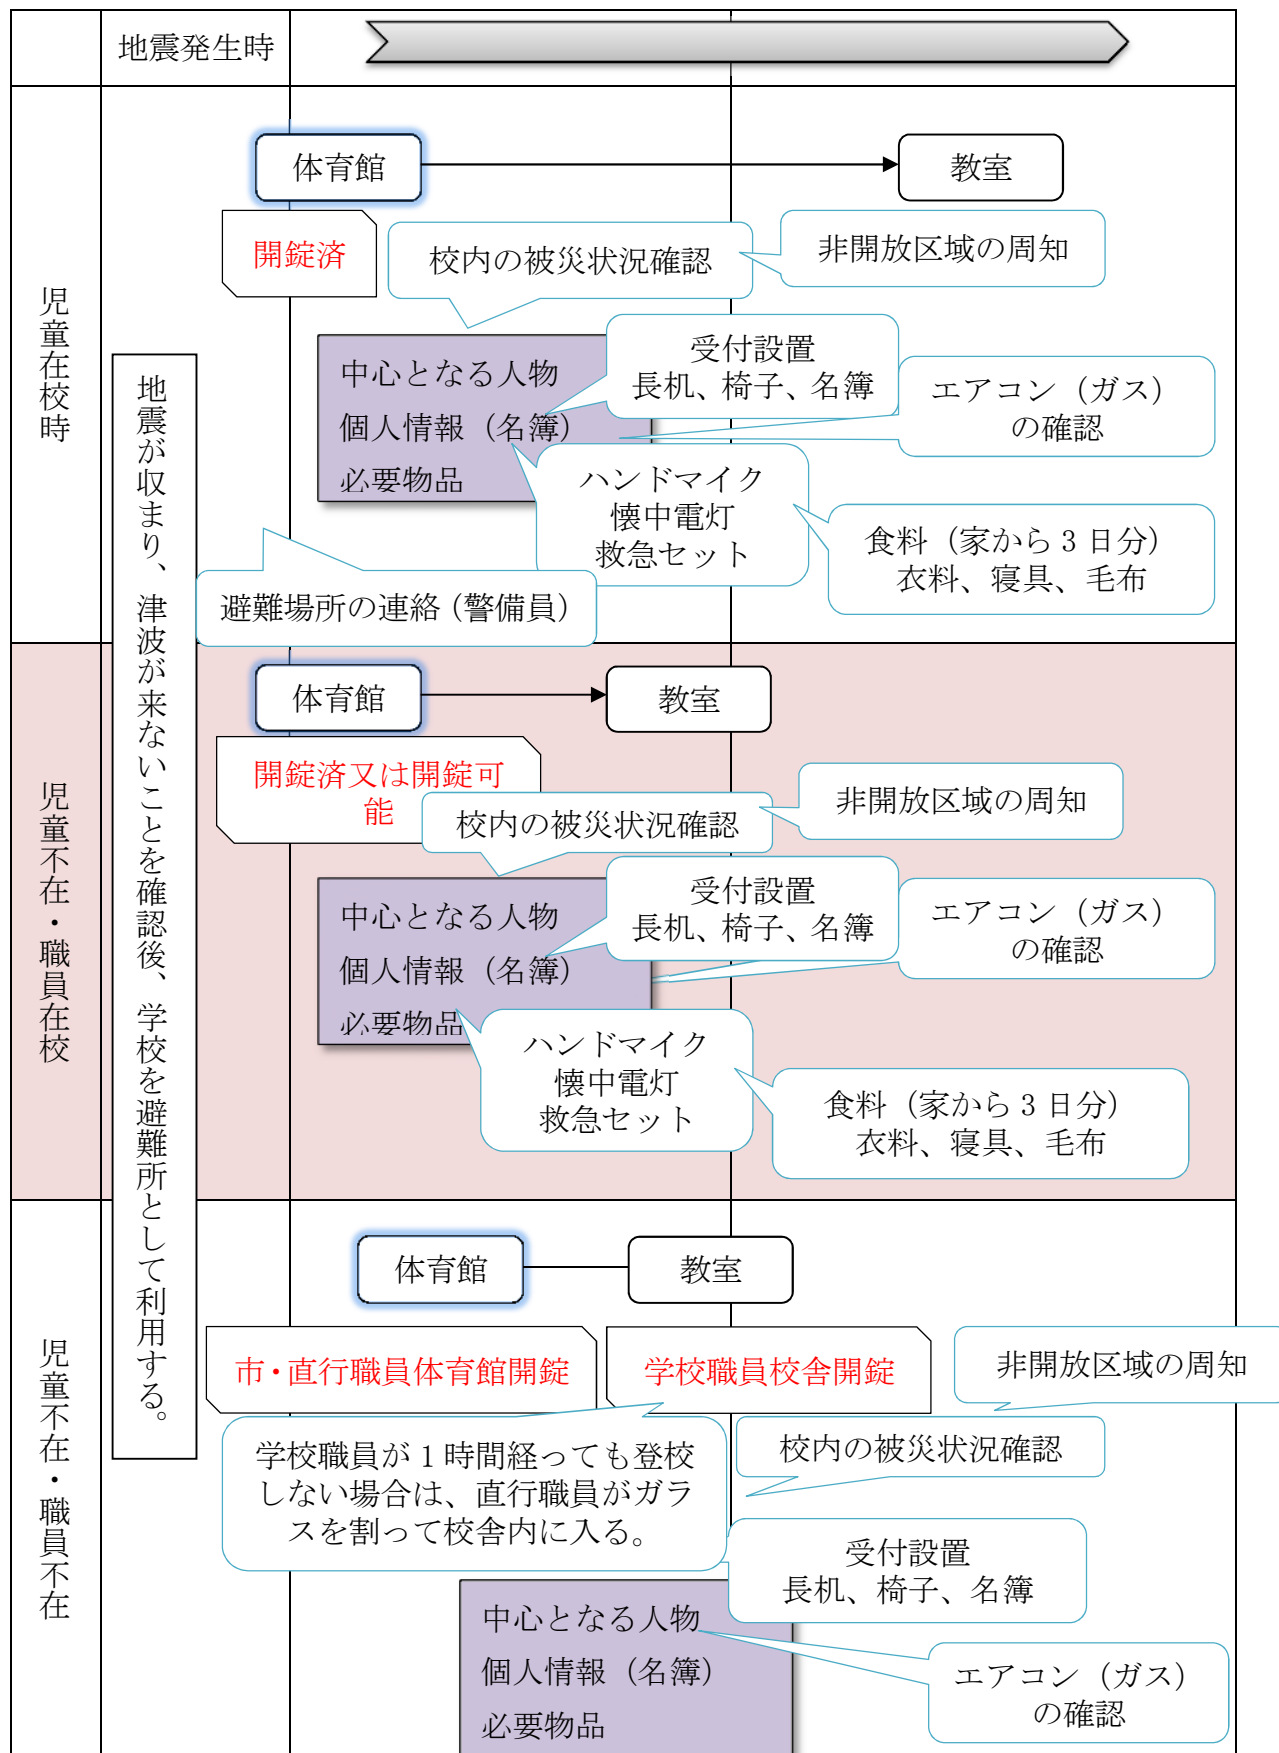 地震発生時
児童在校時
地震が収まり、津波が来ないことを確認後、学校を避難所として利用する。
体育館
教室
開錠済
校内の被災状況確認
非開放区域の周知
中心となる人物
個人情報（名簿）
必要物品
受付設置
長机、椅子、名簿
エアコン（ガス）
の確認
ハンドマイク
懐中電灯
救急セット
食料（家から３日分）
衣料、寝具、毛布
避難場所の連絡（警備員）
児童不在・職員在校
体育館
教室
開錠済又は開錠可
能
校内の被災状況確認
非開放区域の周知
中心となる人物
個人情報（名簿）
必要物品
受付設置
長机、椅子、名簿
エアコン（ガス）
の確認
ハンドマイク
懐中電灯
救急セット
食料（家から３日分）
衣料、寝具、毛布
児童不在・職員不在
体育館
教室
市・直行職員体育館開錠
学校職員校舎開錠
非開放区域の周知
学校職員が１時間経っても登校
しない場合は、直行職員がガラ
スを割って校舎内に入る。
校内の被災状況確認
受付設置
長机、椅子、名簿
中心となる人物
個人情報（名簿）
必要物品
エアコン（ガス）
の確認